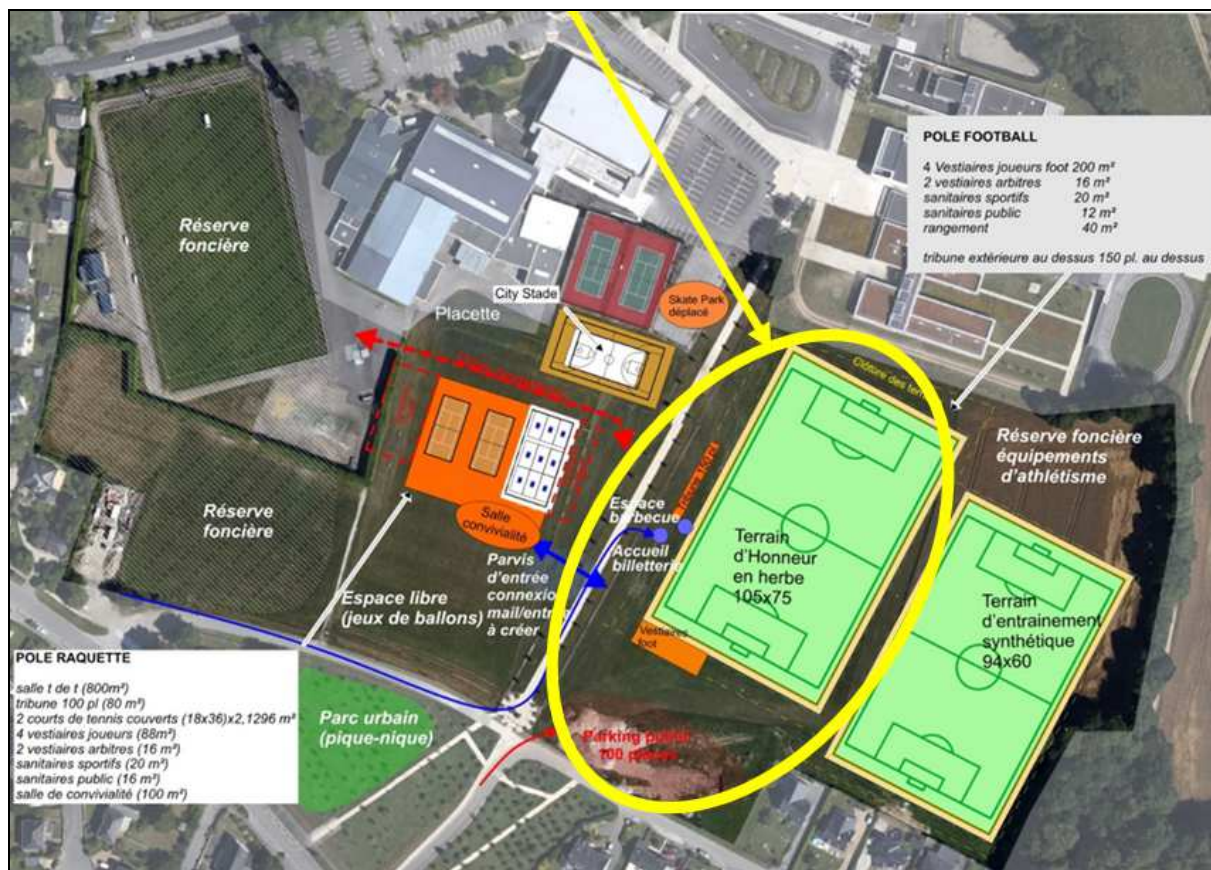 POLE FOOTBALL
4 Vestiaires joueurs foot 200 m²
2 vestiaires arbitres 16 m²
sanitaires sportifs 20 m²
sanitaires public 12 m²
rangement 40 m²
tribune extérieure au dessus 150 pl. au dessus
Réserve
foncière
City Stade
Skate Park
déplacé
Placette
Clôture des
Réserve foncière
équipements
d'athlétisme
Réserve
foncière
Salle
convivialité
Espace
barbecue
Accueil
billetterie
Terrain
d'Honneur
en herbe
105x75
Terrain
d'entrainement
synthétique
94x60
Parvis
d'entrée
connexion
mail/entrée
à créer
Espace libre
(jeux de ballons)
Vestiaires
foot
POLE RAQUETTE
salle t de t (800m²)
tribune 100 pl (80 m²)
2 courts de tennis couverts (18x36)x2,1296 m²
4 vestiaires joueurs (88m²)
2 vestiaires arbitres (16 m²)
sanitaires sportifs (20 m²)
sanitaires public (16 m²)
salle de convivialité (100 m²)
Parc urbain
(pique-nique)
Parking public
100 places